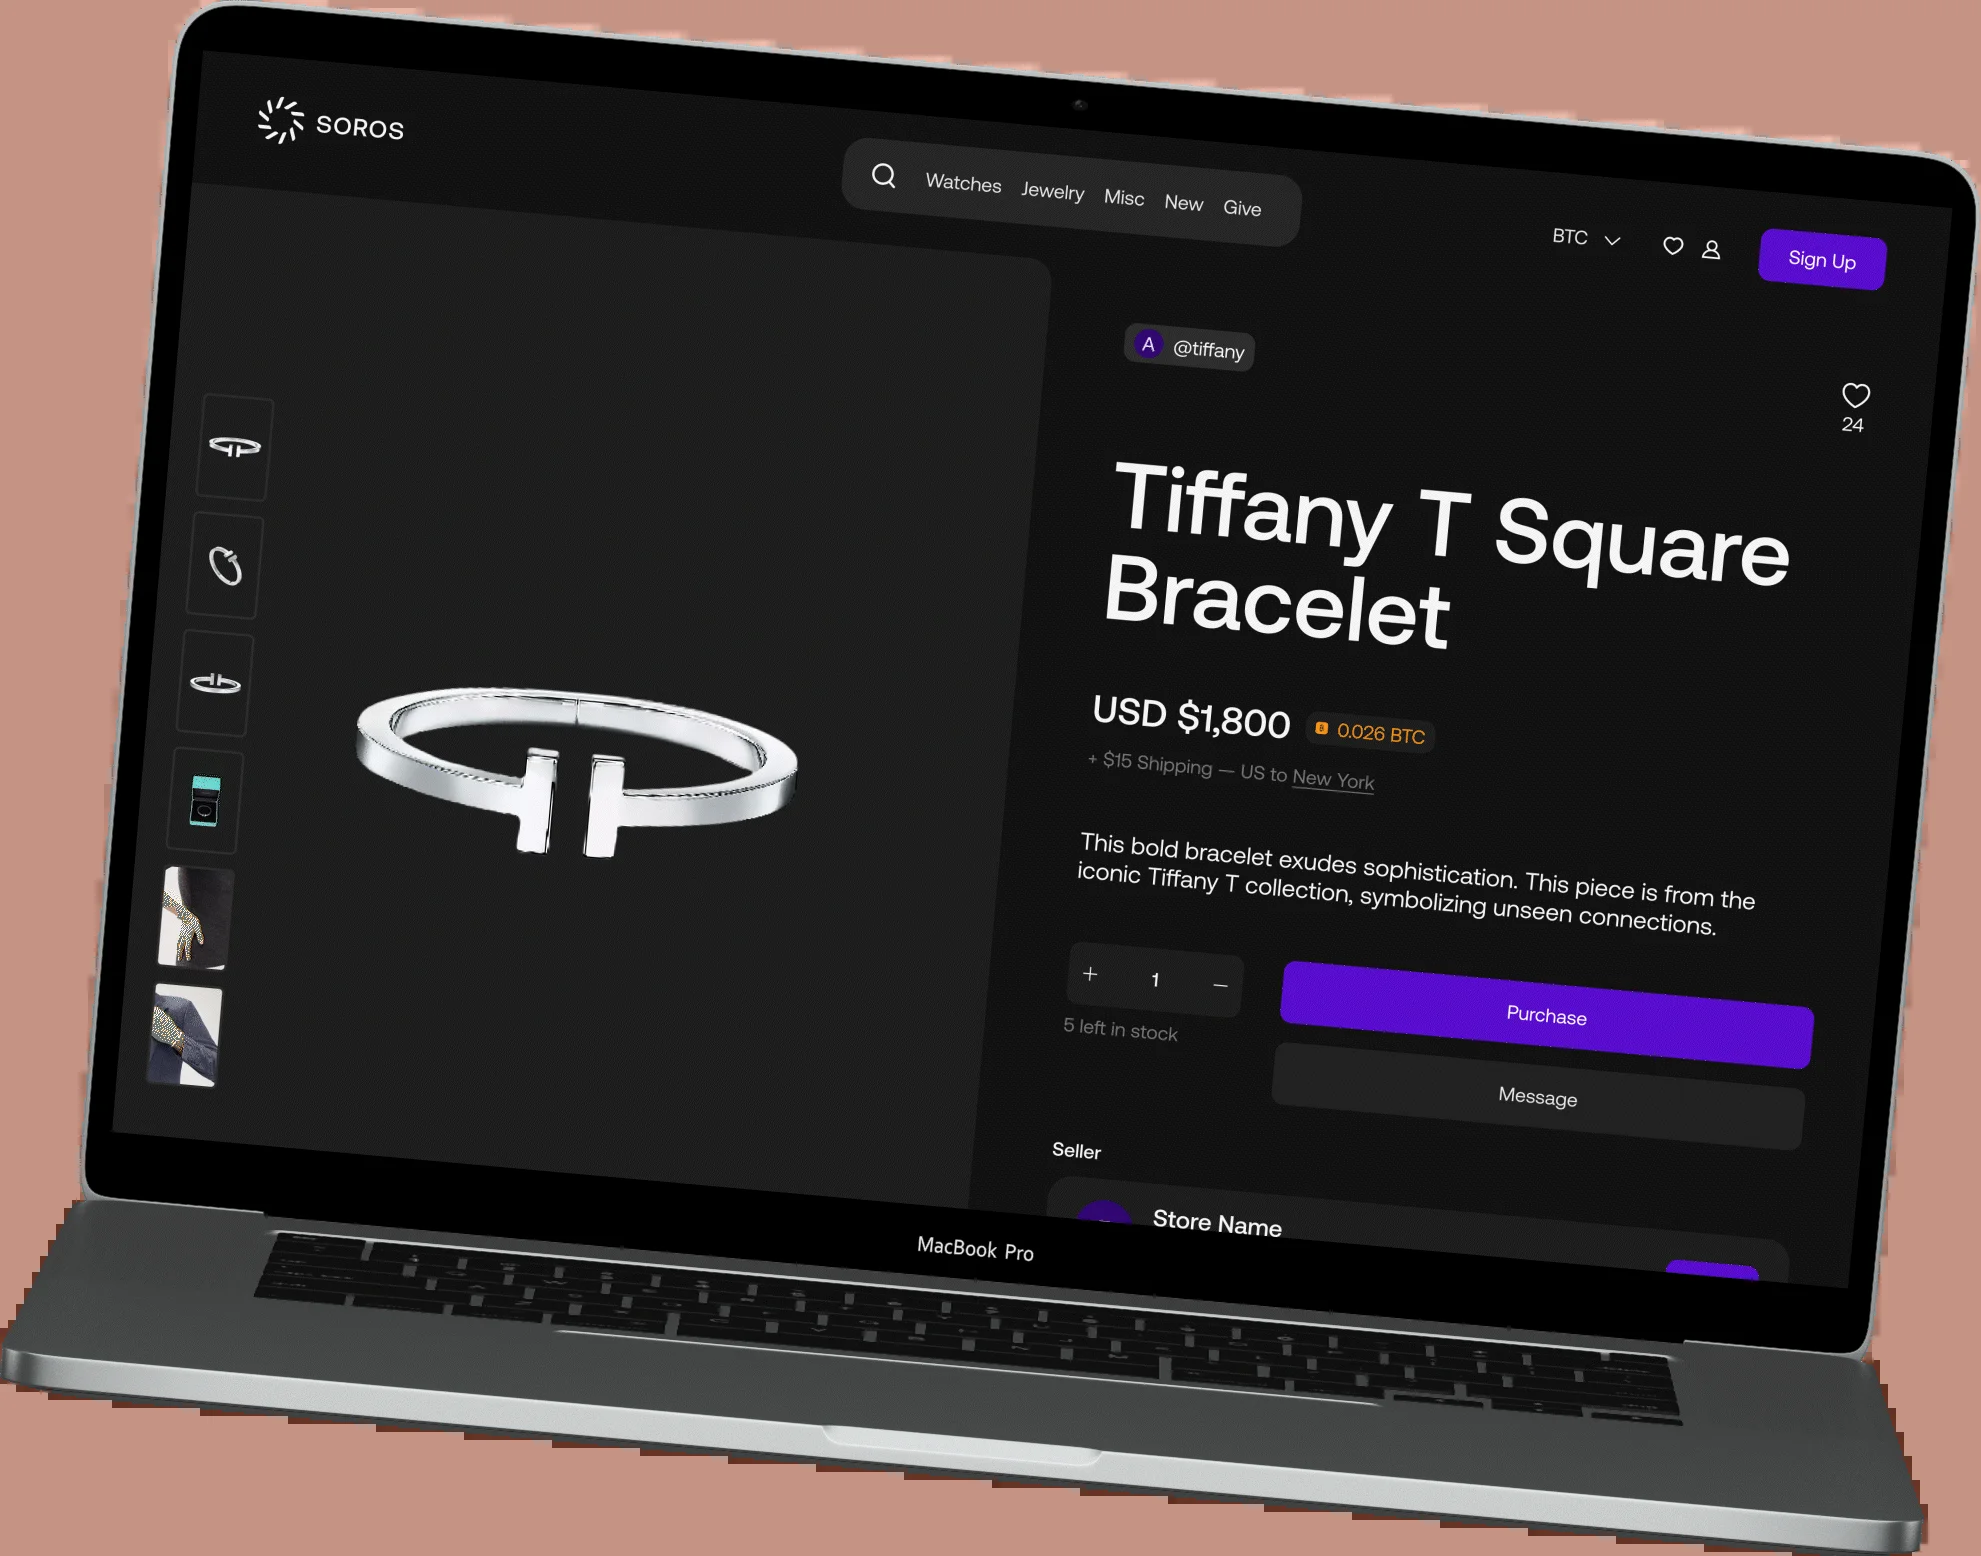 SOROS
Watches Jewelry Misc New Give
BTC
Sign Up
A @tiffany
24
Tiffany T Square
Bracelet
USD $1,800 0.026 BTC
+ $15 Shipping — US to New York
This bold bracelet exudes sophistication. This piece is from the
iconic Tiffany T collection, symbolizing unseen connections.
+ 1 –
5 left in stock
Purchase
Message
Seller
Store Name
MacBook Pro